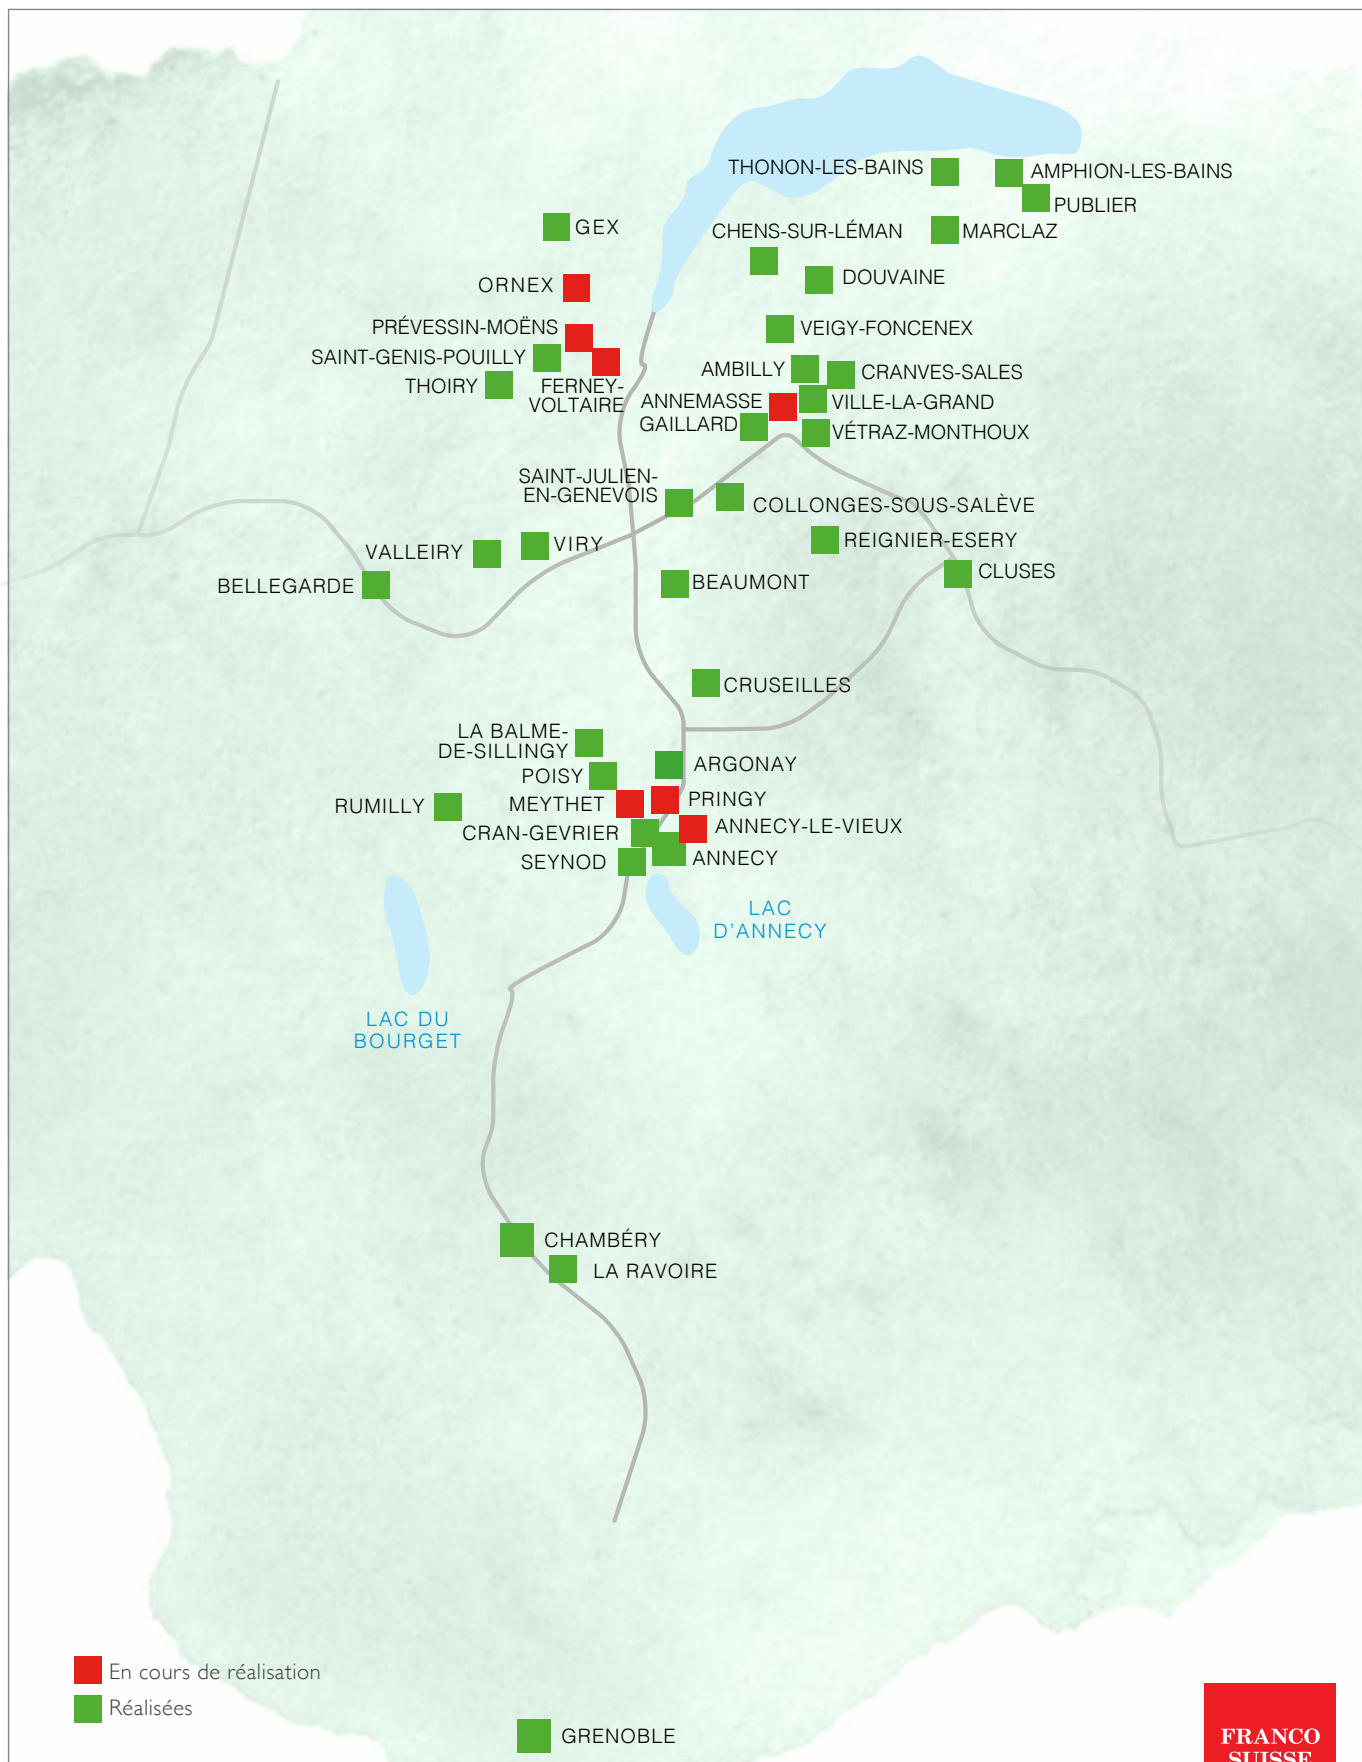 THONON-LES-BAINS
AMPHION-LES-BAINS
PUBLIER
GEX
CHENS-SUR-LÉMAN
MARCLAZ
DOUVAINE
ORNEX
PRÉVESSIN-MOËNS
VEIGY-FONCENEX
SAINT-GENIS-POUILLY
AMBILLY
CRANVES-SALES
THOIRY
FERNEY-
VOLTAIRE
ANNEMASSE
VILLE-LA-GRAND
GAILLARD
VÉTRAZ-MONTHOUX
SAINT-JULIEN-
EN-GENEVOIS
COLLONGES-SOUS-SALÈVE
VALLEIRY
VIRY
REIGNIER-ESERY
BELLEGARDE
BEAUMONT
CLUSES
CRUSEILLES
LA BALME-
DE-SILLINGY
ARGONAY
POISY
RUMILLY
MEYTHET
PRINGY
CRAN-GEVRIER
ANNECY-LE-VIEUX
SEYNOD
ANNECY
LAC
D'ANNECY
LAC DU
BOURGET
CHAMBÉRY
LA RAVOIRE
En cours de réalisation
Réalisées
GRENOBLE
FRANCO
SUISSE